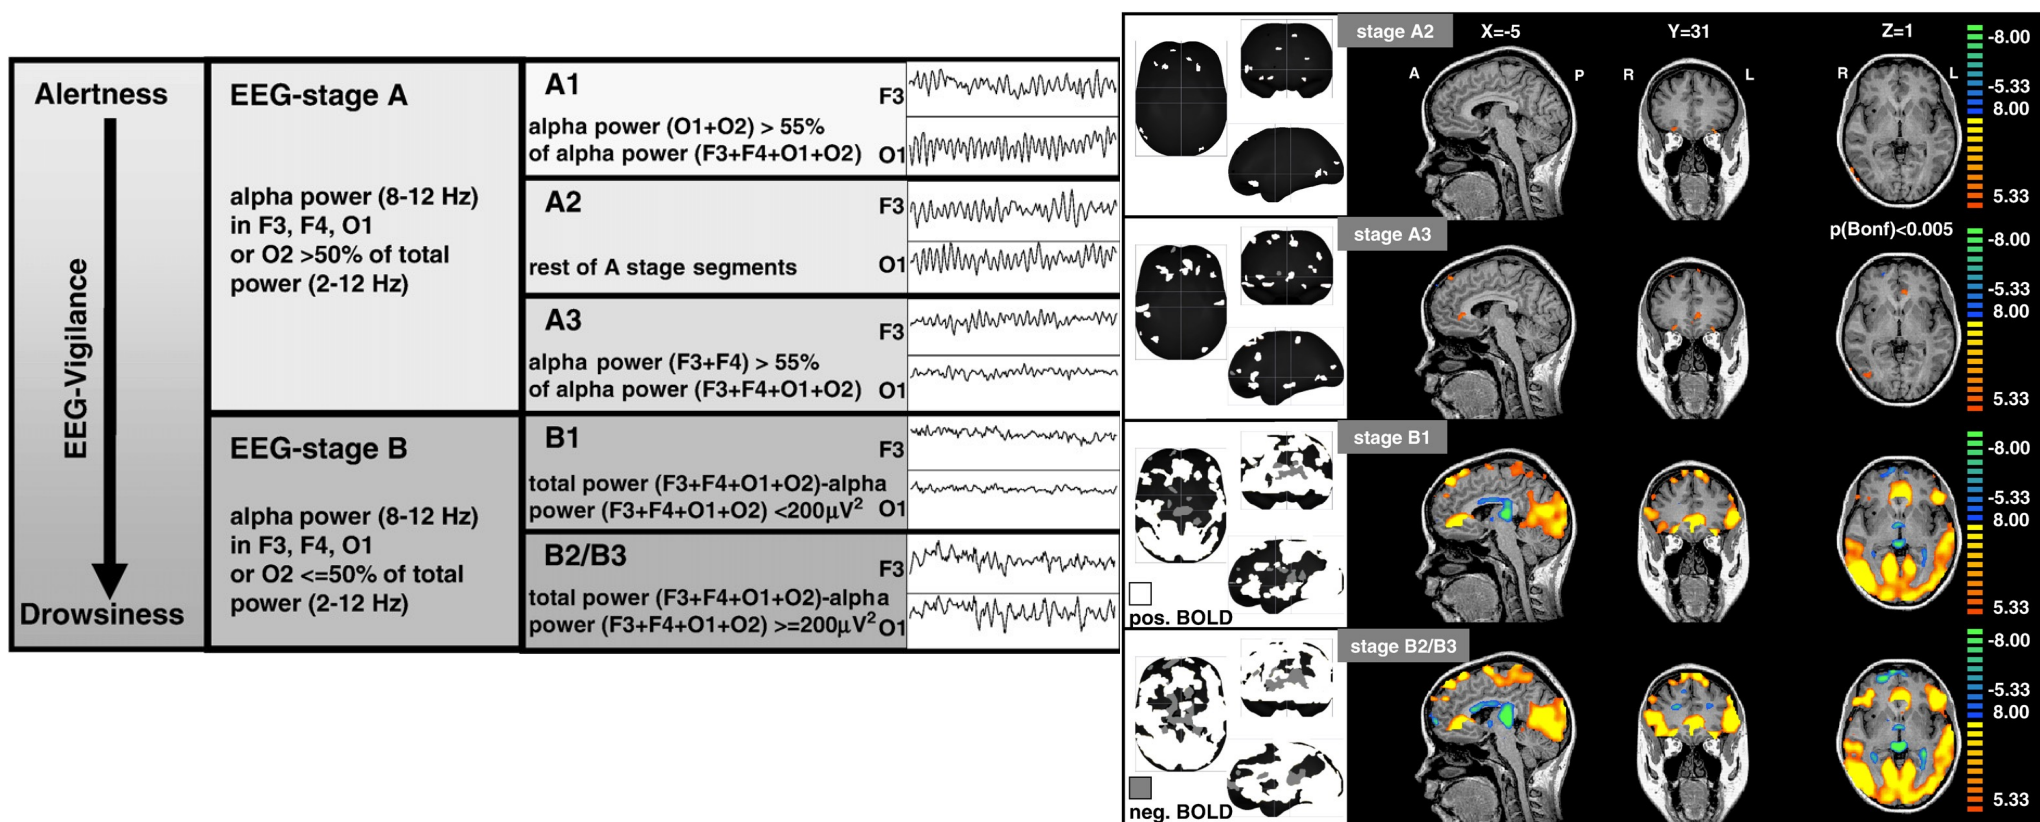 Alertness
EEG-Vigilance
Drowsiness
EEG-stage A
alpha power (8-12 Hz)
in F3, F4, O1
or O2 >50% of total
power (2-12 Hz)
EEG-stage B
alpha power (8-12 Hz)
in F3, F4, O1
or O2 <=50% of total
power (2-12 Hz)
A1
alpha power (O1+O2) > 55%
of alpha power (F3+F4+O1+O2)
F3
O1
A2
rest of A stage segments
F3
O1
A3
alpha power (F3+F4) > 55%
of alpha power (F3+F4+O1+O2)
F3
O1
B1
total power (F3+F4+O1+O2)-alpha
power (F3+F4+O1+O2) <200µV²
F3
O1
B2/B3
total power (F3+F4+O1+O2)-alpha
power (F3+F4+O1+O2) >=200µV²
F3
O1
stage A2
X=-5
Y=31
Z=1
A
P
R
L
R
L
-8.00
-5.33
8.00
5.33
stage A3
p(Bonf)<0.005
-8.00
-5.33
8.00
5.33
stage B1
pos. BOLD
-8.00
-5.33
8.00
5.33
stage B2/B3
neg. BOLD
-8.00
-5.33
8.00
5.33